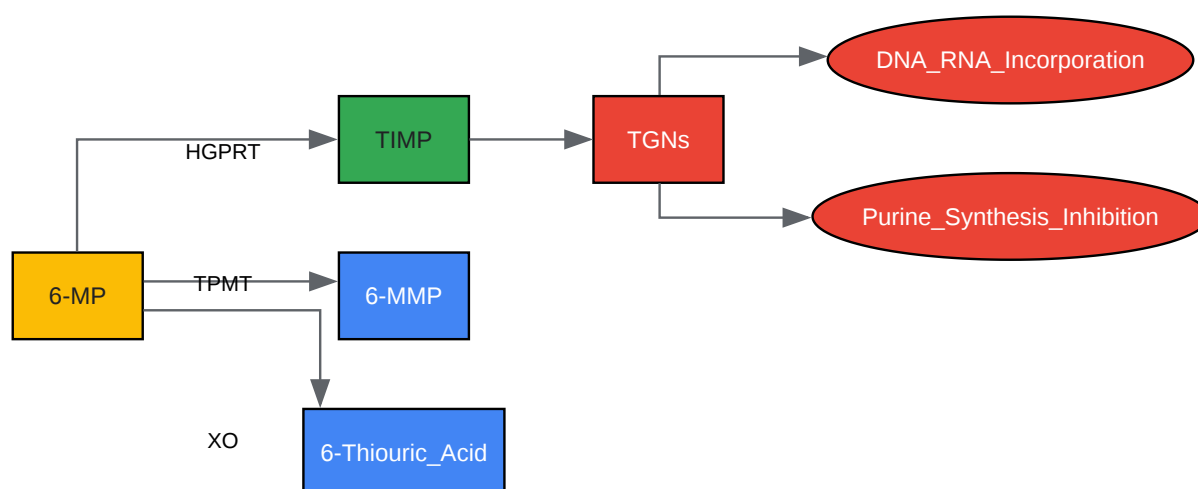 DNA_RNA_Incorporation
HGPRT
TIMP
TGNs
Purine_Synthesis_Inhibition
6-MP
TPMT
6-MMP
XO
6-Thiouric_Acid